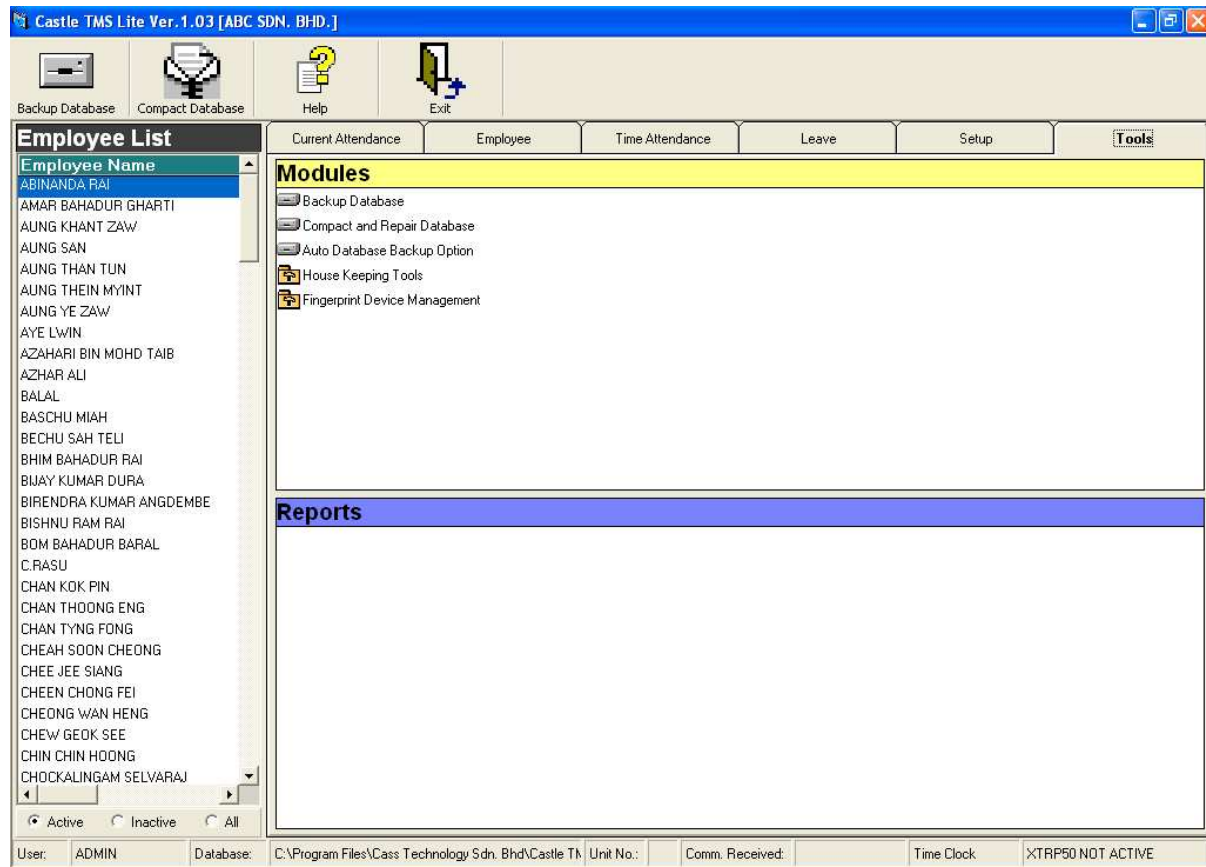 Castle TMS Lite Ver.1.03 [ABC SDN. BHD.]
Backup Database
Compact Database
Help
Exit
Employee List
Employee Name
ABINANDA RAI
AMAR BAHADUR GHARTI
AUNG KHANT ZAW
AUNG SAN
AUNG THAN TUN
AUNG THEIN MYINT
AUNG YE ZAW
AYE LWIN
AZAHARI BIN MOHD TAIB
AZHAR ALI
BALAL
BASCHU MIAH
BECHU SAH TELI
BHIM BAHADUR RAI
BIJAY KUMAR DURA
BIRENDRA KUMAR ANGDEMBE
BISHNU RAM RAI
BOM BAHADUR BARAL
C.RASU
CHAN KOK PIN
CHAN THOONG ENG
CHAN TYNG FONG
CHEAH SOON CHEONG
CHEE JEE SIANG
CHEEN CHONG FEI
CHEONG WAN HENG
CHEW GEOK SEE
CHIN CHIN HOONG
CHOCKALINGAM SELVARAJ
Active Inactive All
Current Attendance Employee Time Attendance Leave Setup Tools
Modules
Backup Database
Compact and Repair Database
Auto Database Backup Option
House Keeping Tools
Fingerprint Device Management
Reports
User: ADMIN Database: C:\Program Files\Cass Technology Sdn. Bhd\Castle TM Unit No.: Comm. Received: Time Clock XTRP50 NOT ACTIVE